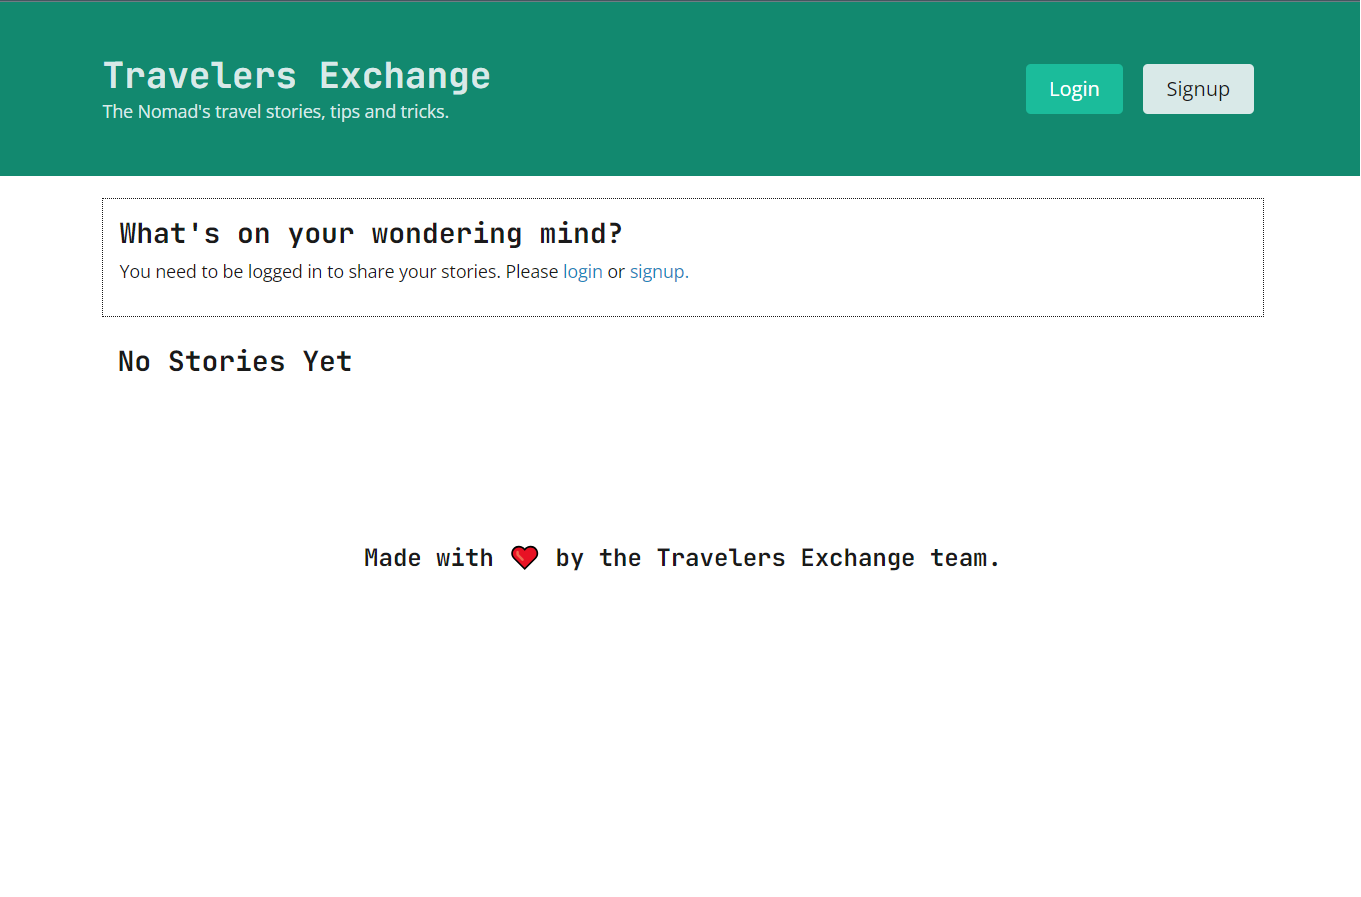 Travelers Exchange
The Nomad's travel stories, tips and tricks.
Login
Signup
What's on your wondering mind?
You need to be logged in to share your stories. Please login or signup.
No Stories Yet
Made with ❤ by the Travelers Exchange team.